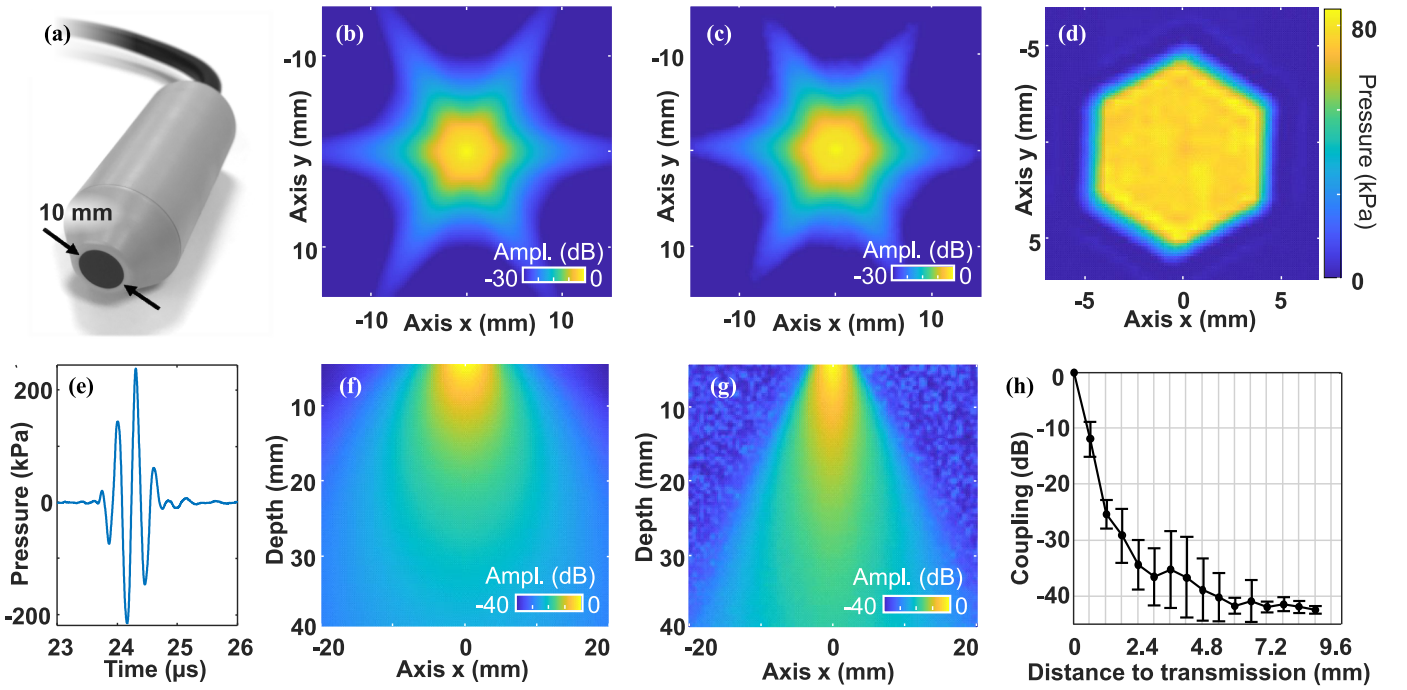 (a)
10 mm
(b)
-10
10
Axis y (mm)
Ampl. (dB)
-30 0
-10 10
Axis x (mm)
(c)
-10
10
Axis y (mm)
Ampl. (dB)
-30 0
-10 10
Axis x (mm)
(d)
-5
5
Axis y (mm)
-5 0 5
Axis x (mm)
80
0
Pressure (kPa)
(e)
200
0
-200
Pressure (kPa)
23 24 25 26
Time (µs)
(f)
10
20
30
40
Depth (mm)
Ampl. (dB)
-40 0
-20 0 20
Axis x (mm)
(g)
10
20
30
40
Depth (mm)
Ampl. (dB)
-40 0
-20 0 20
Axis x (mm)
(h)
0
-10
-20
-30
-40
Coupling (dB)
0 2.4 4.8 7.2 9.6
Distance to transmission (mm)